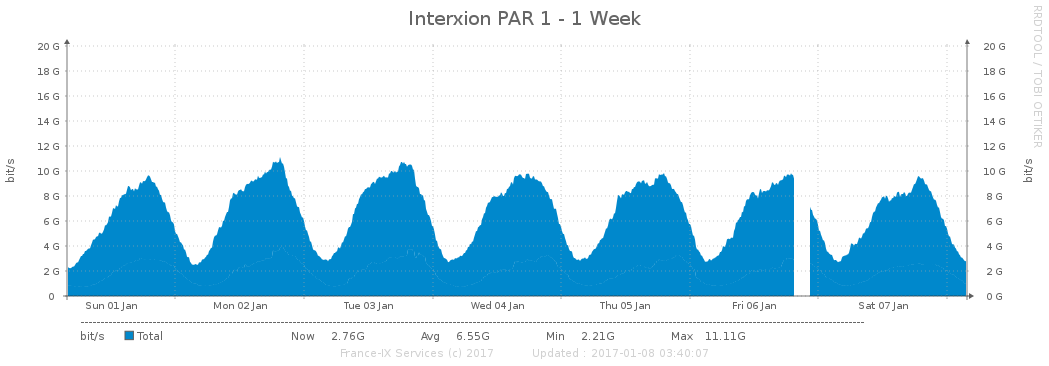 Interxion PAR 1 - 1 Week
RRDTOOL / TOBI OETIKER
bit/s
bit/s
20 G 20 G
18 G 18 G
16 G 16 G
14 G 14 G
12 G 12 G
10 G 10 G
8 G 8 G
6 G 6 G
4 G 4 G
2 G 2 G
0 0 G
Sun 01 Jan Mon 02 Jan Tue 03 Jan Wed 04 Jan Thu 05 Jan Fri 06 Jan Sat 07 Jan
bit/s Total Now 2.76G Avg 6.55G Min 2.21G Max 11.11G
France-IX Services (c) 2017 Updated : 2017-01-08 03:40:07